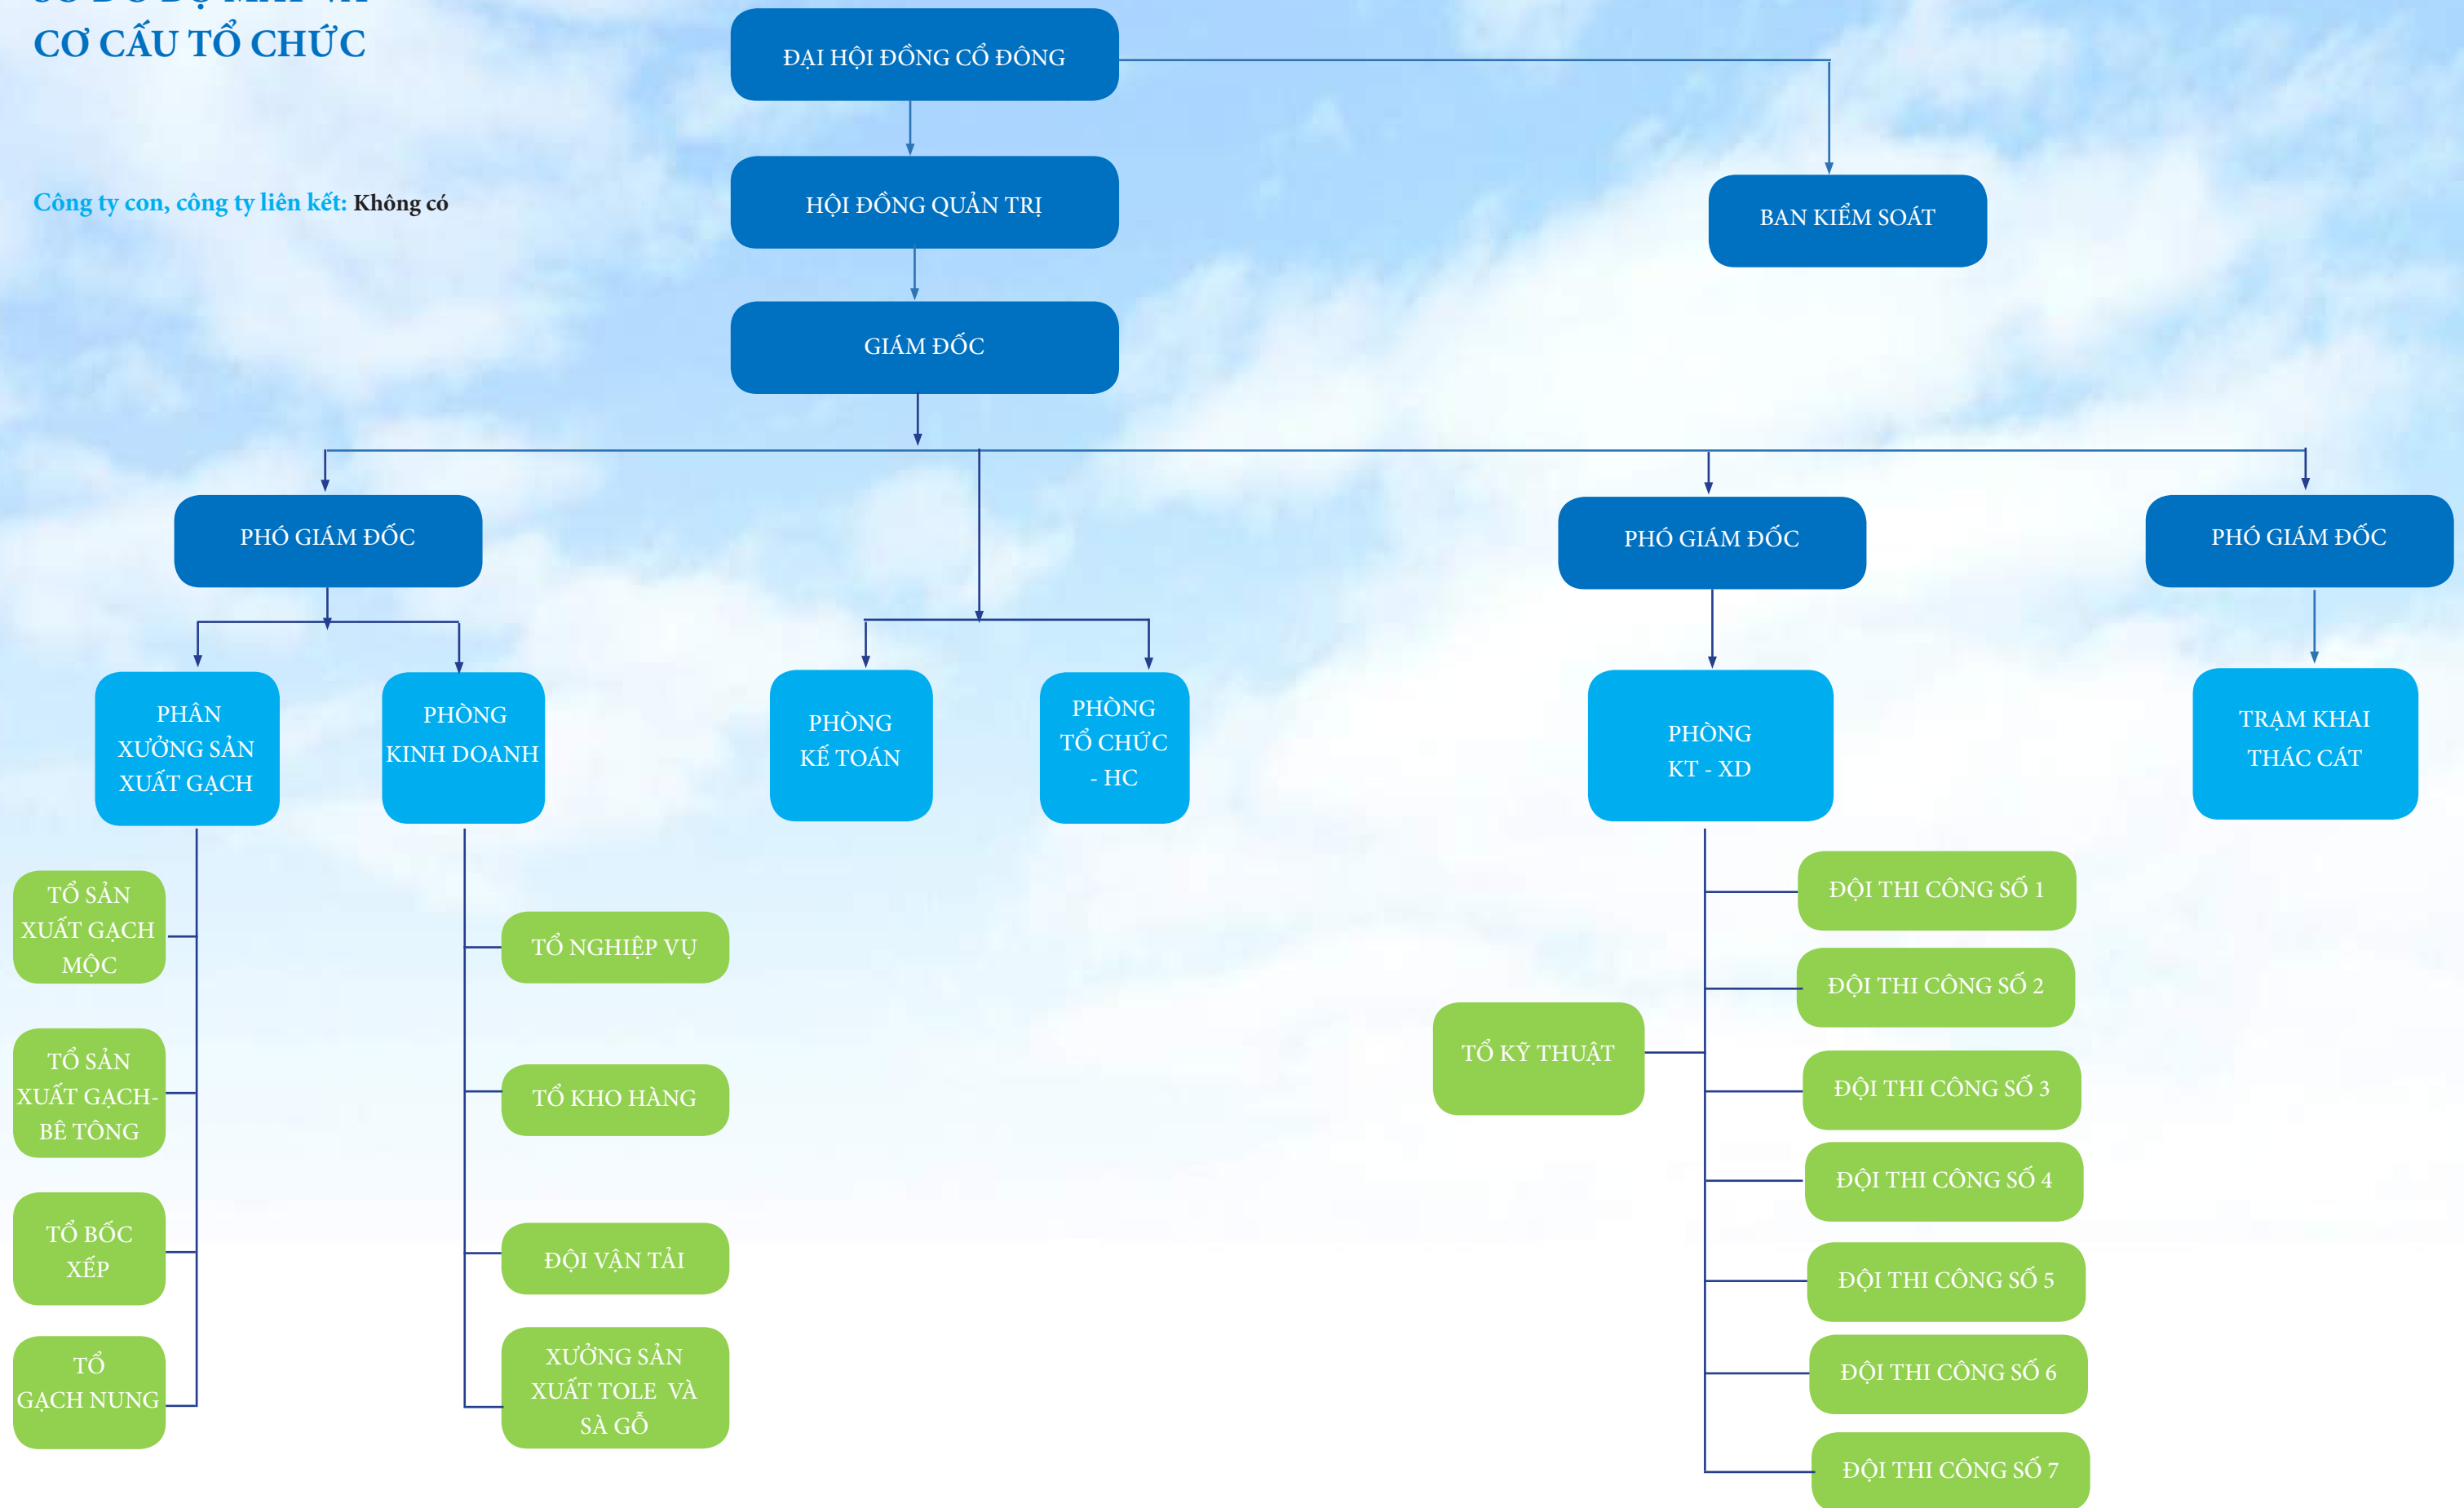 CƠ CẤU TỔ CHỨC
Công ty con, công ty liên kết: Không có
ĐẠI HỘI ĐỒNG CỔ ĐÔNG
HỘI ĐỒNG QUẢN TRỊ
BAN KIỂM SOÁT
GIÁM ĐỐC
PHÓ GIÁM ĐỐC
PHÓ GIÁM ĐỐC
PHÓ GIÁM ĐỐC
PHÂN
XƯỞNG SẢN
XUẤT GẠCH
PHÒNG
KINH DOANH
PHÒNG
KẾ TOÁN
PHÒNG
TỔ CHỨC
- HC
PHÒNG
KT - XD
TRẠM KHAI
THÁC CÁT
TỔ SẢN
XUẤT GẠCH
MỘC
TỔ SẢN
XUẤT GẠCH-
BÊ TÔNG
TỔ BỐC
XẾP
TỔ
GẠCH NUNG
TỔ NGHIỆP VỤ
TỔ KHO HÀNG
ĐỘI VẬN TẢI
XƯỞNG SẢN
XUẤT TOLE VÀ
SÀ GỖ
TỔ KỸ THUẬT
ĐỘI THI CÔNG SỐ 1
ĐỘI THI CÔNG SỐ 2
ĐỘI THI CÔNG SỐ 3
ĐỘI THI CÔNG SỐ 4
ĐỘI THI CÔNG SỐ 5
ĐỘI THI CÔNG SỐ 6
ĐỘI THI CÔNG SỐ 7